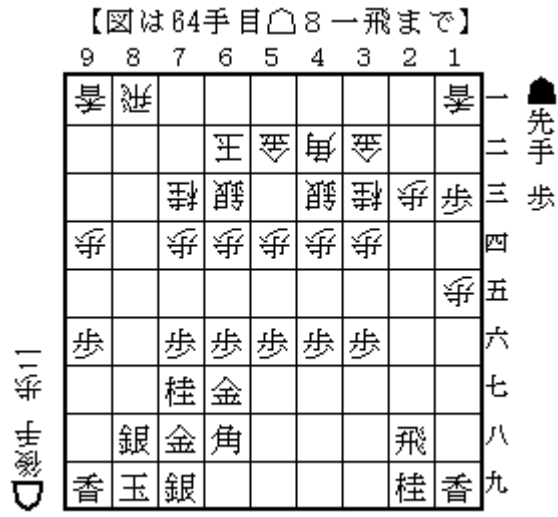 【図は64手目☖8一飛まで】
9 8 7 6 5 4 3 2 1
香 飛 香 一
玉 金 角 金 二
桂 銀 銀 桂 歩 歩 三
歩 歩 歩 歩 歩 歩 四
歩 五
歩 歩 歩 歩 歩 歩 六
桂 金 七
銀 金 角 飛 八
香 玉 銀 桂 香 九
☗先手 歩
☖後手 歩二